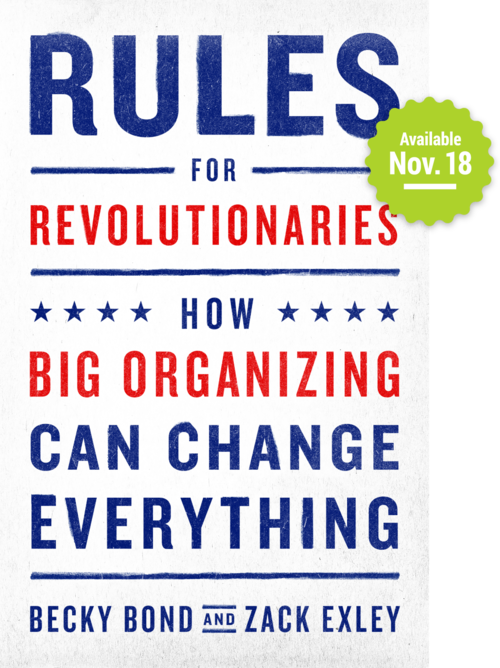 RULES
FOR
REVOLUTIONARIES
HOW
BIG ORGANIZING
CAN CHANGE
EVERYTHING
BECKY BOND AND ZACK EXLEY
Available
Nov. 18